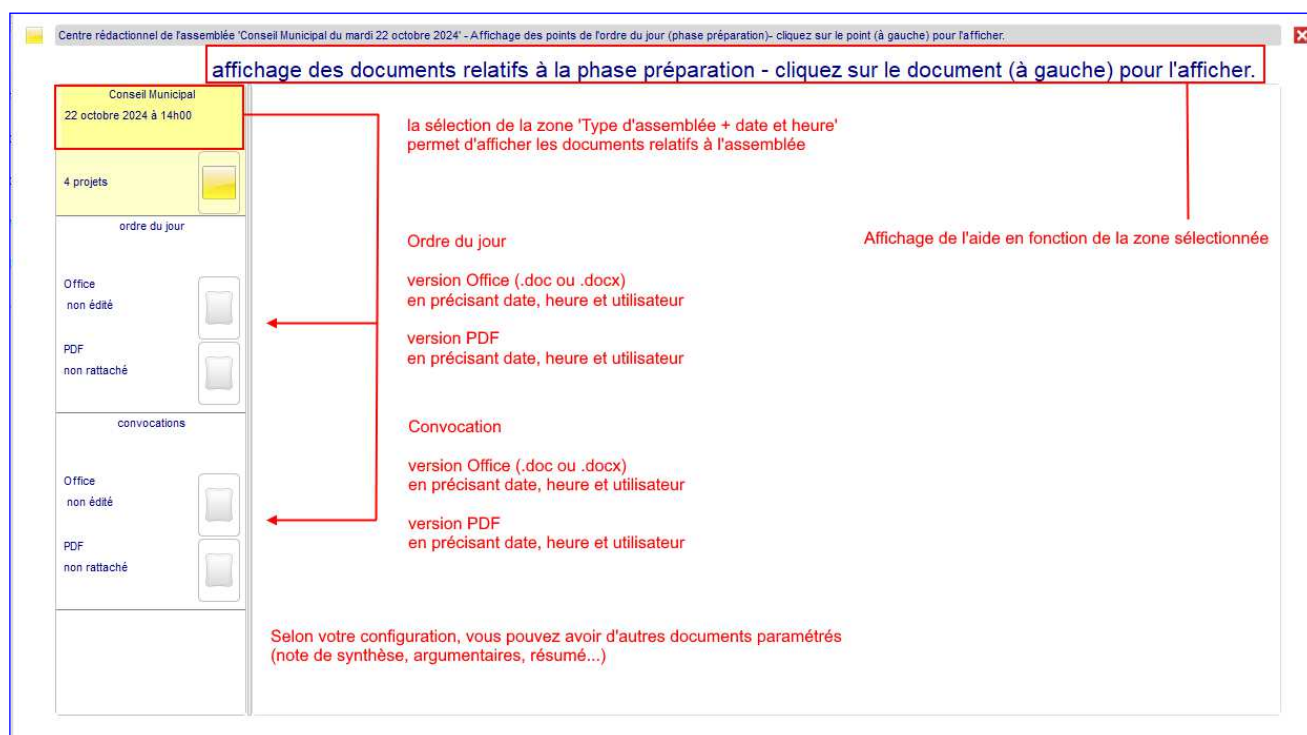 Centre rédactionnel de l'assemblée 'Conseil Municipal du mardi 22 octobre 2024' - Affichage des points de l'ordre du jour (phase préparation)- cliquez sur le point (à gauche) pour l'afficher.
affichage des documents relatifs à la phase préparation - cliquez sur le document (à gauche) pour l'afficher.
Conseil Municipal
22 octobre 2024 à 14h00
la sélection de la zone 'Type d'assemblée + date et heure'
permet d'afficher les documents relatifs à l'assemblée
4 projets
ordre du jour
Ordre du jour
Affichage de l'aide en fonction de la zone sélectionnée
Office
non édité
version Office (.doc ou .docx)
en précisant date, heure et utilisateur
PDF
non rattaché
version PDF
en précisant date, heure et utilisateur
convocations
Convocation
Office
non édité
version Office (.doc ou .docx)
en précisant date, heure et utilisateur
PDF
non rattaché
version PDF
en précisant date, heure et utilisateur
Selon votre configuration, vous pouvez avoir d'autres documents paramétrés
(note de synthèse, argumentaires, résumé...)